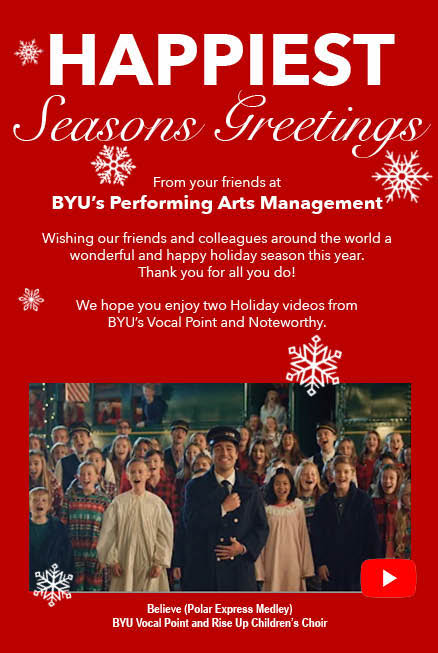 HAPPIEST
Seasons Greetings
From your friends at
BYU's Performing Arts Management
Wishing our friends and colleagues around the world a
wonderful and happy holiday season this year.
Thank you for all you do!
We hope you enjoy two Holiday videos from
BYU's Vocal Point and Noteworthy.
Believe (Polar Express Medley)
BYU Vocal Point and Rise Up Children's Choir